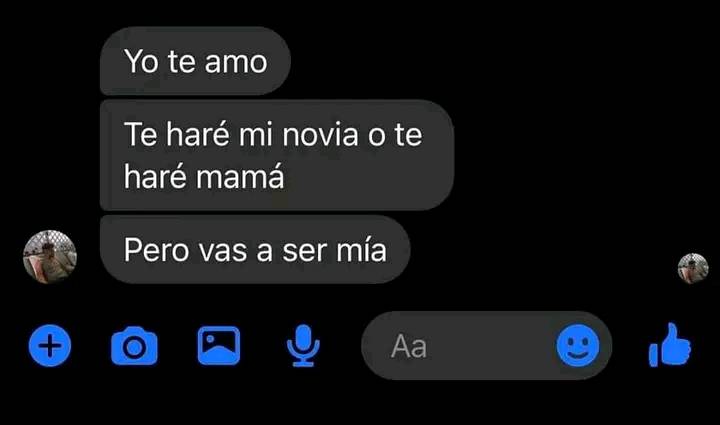 Yo te amo
Te haré mi novia o te
haré mamá
Pero vas a ser mía
Aa